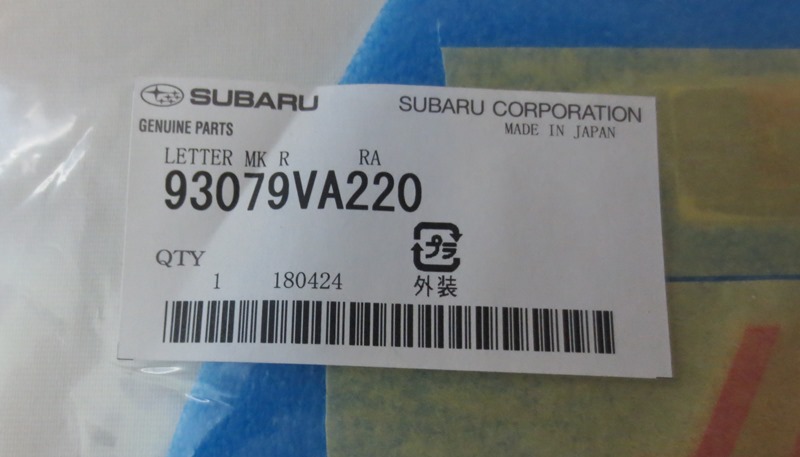 SUBARU
SUBARU CORPORATION
GENUINE PARTS
MADE IN JAPAN
LETTER MK R RA
93079VA220
プラ
QTY
1 180424
外装